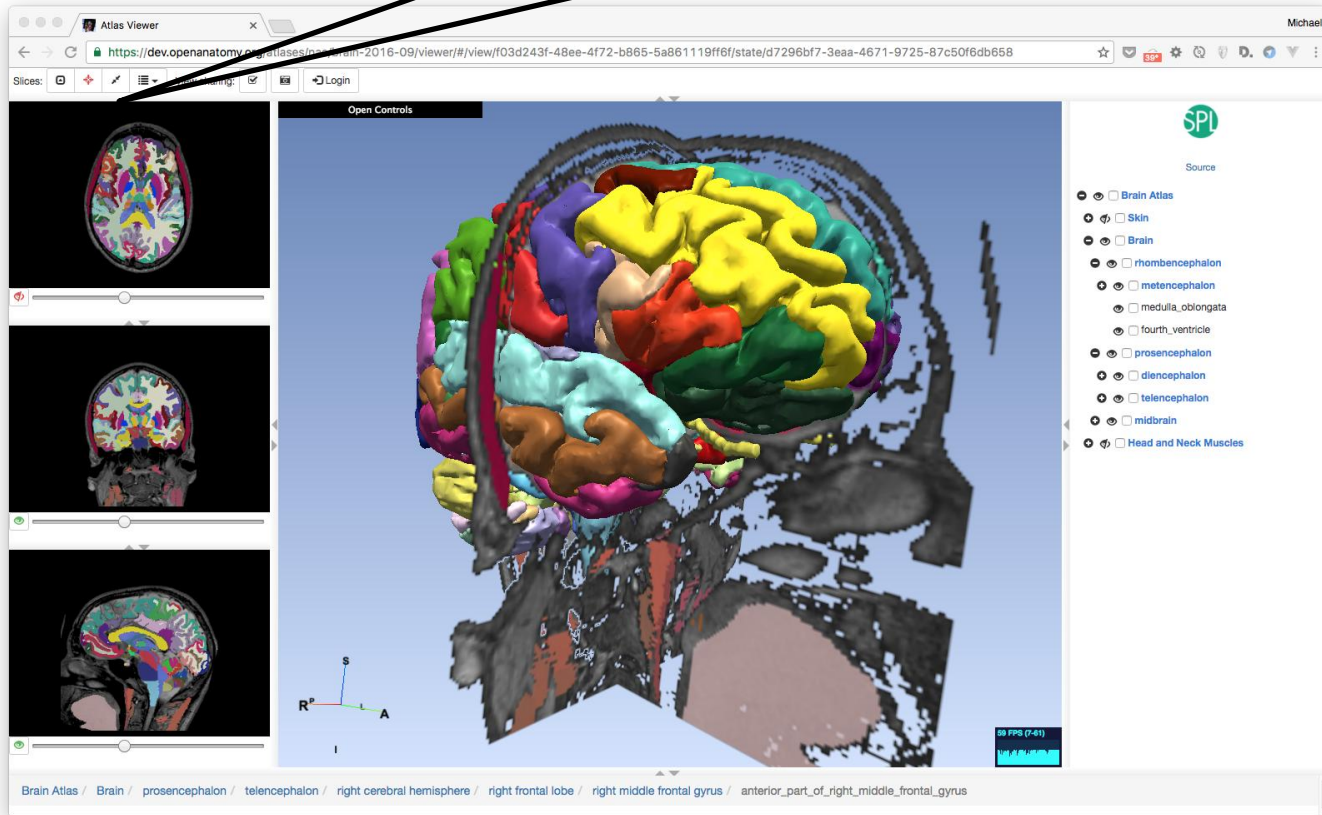 Atlas Viewer
Michael
https://dev.openanatomy.org/atlases/nac/brain-2016-09/viewer/#/view/f03d243f-48ee-4f72-b865-5a861119ff6f/state/d7296bf7-3eaa-4671-9725-87c50f6db658
39*
D.
Slices:
sharing:
Login
Open Controls
SPL
Source
Brain Atlas
Skin
Brain
rhombencephalon
metencephalon
medulla_oblongata
fourth_ventricle
prosencephalon
diencephalon
telencephalon
midbrain
Head and Neck Muscles
S
R P L A
I
59 FPS (7-61)
Brain Atlas / Brain / prosencephalon / telencephalon / right cerebral hemisphere / right frontal lobe / right middle frontal gyrus / anterior_part_of_right_middle_frontal_gyrus